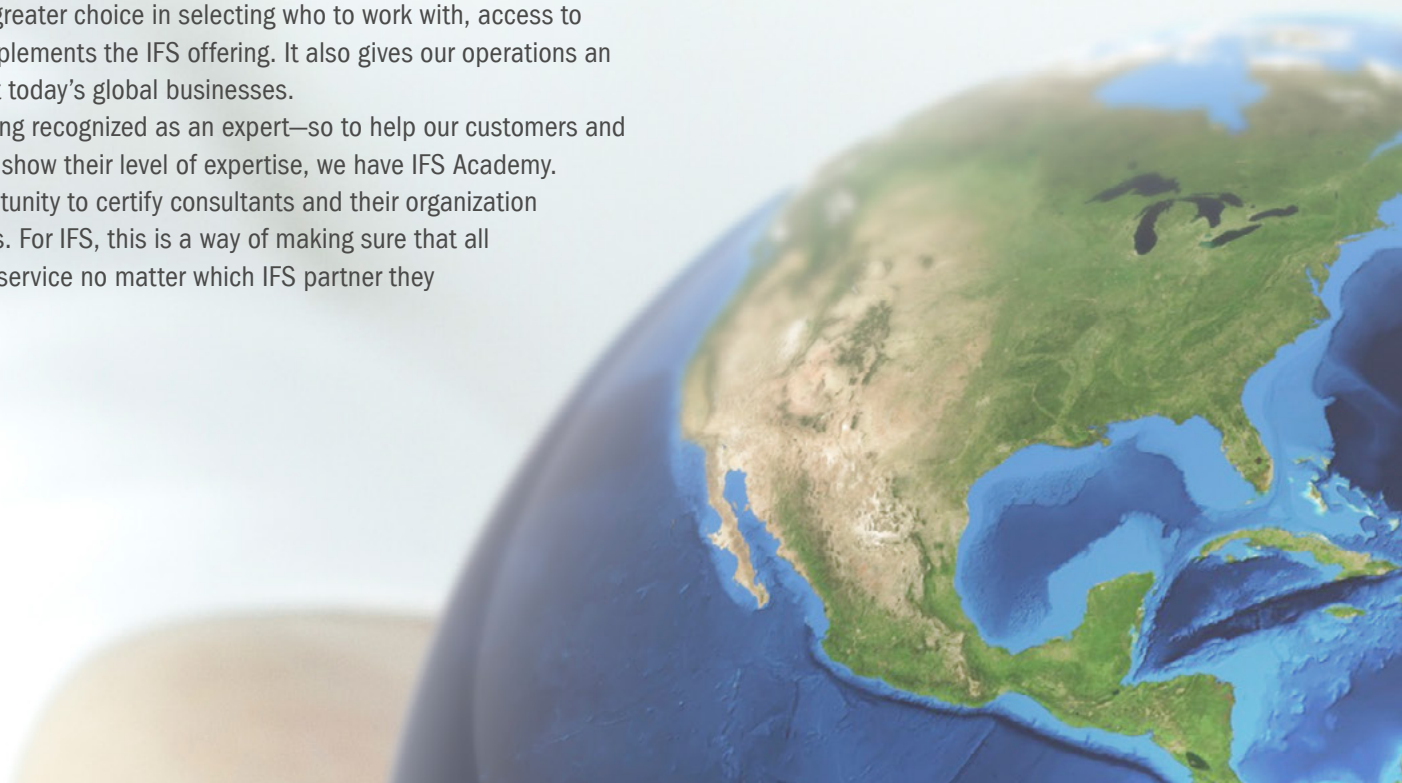 greater choice in selecting who to work with, access to
plements the IFS offering. It also gives our operations an
today’s global businesses.
ng recognized as an expert—so to help our customers and
show their level of expertise, we have IFS Academy.
tunity to certify consultants and their organization
s. For IFS, this is a way of making sure that all
service no matter which IFS partner they